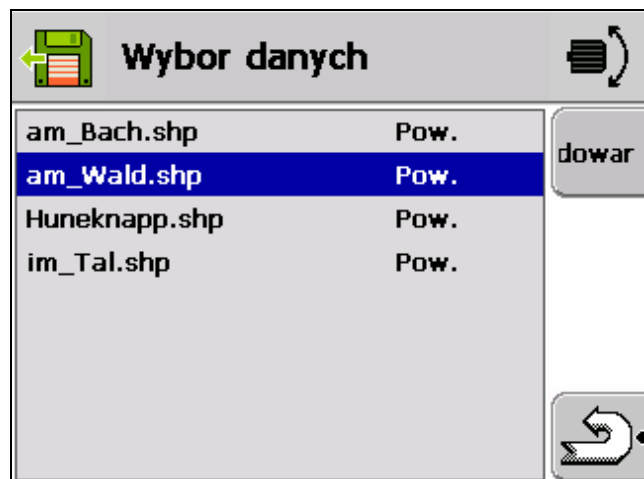 Wybor danych
am_Bach.shp Pow.
am_Wald.shp Pow.
Huneknapp.shp Pow.
im_Tal.shp Pow.
dowar